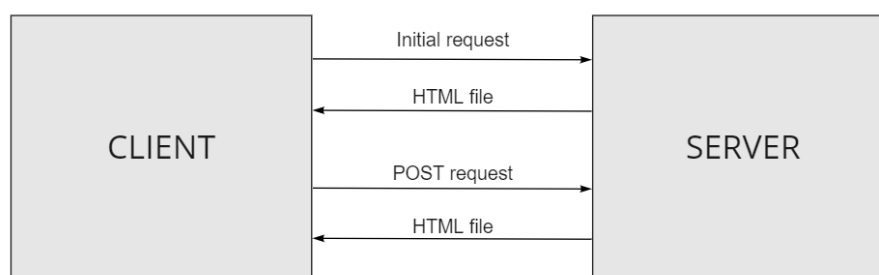 Initial request
HTML file
CLIENT
SERVER
POST request
HTML file